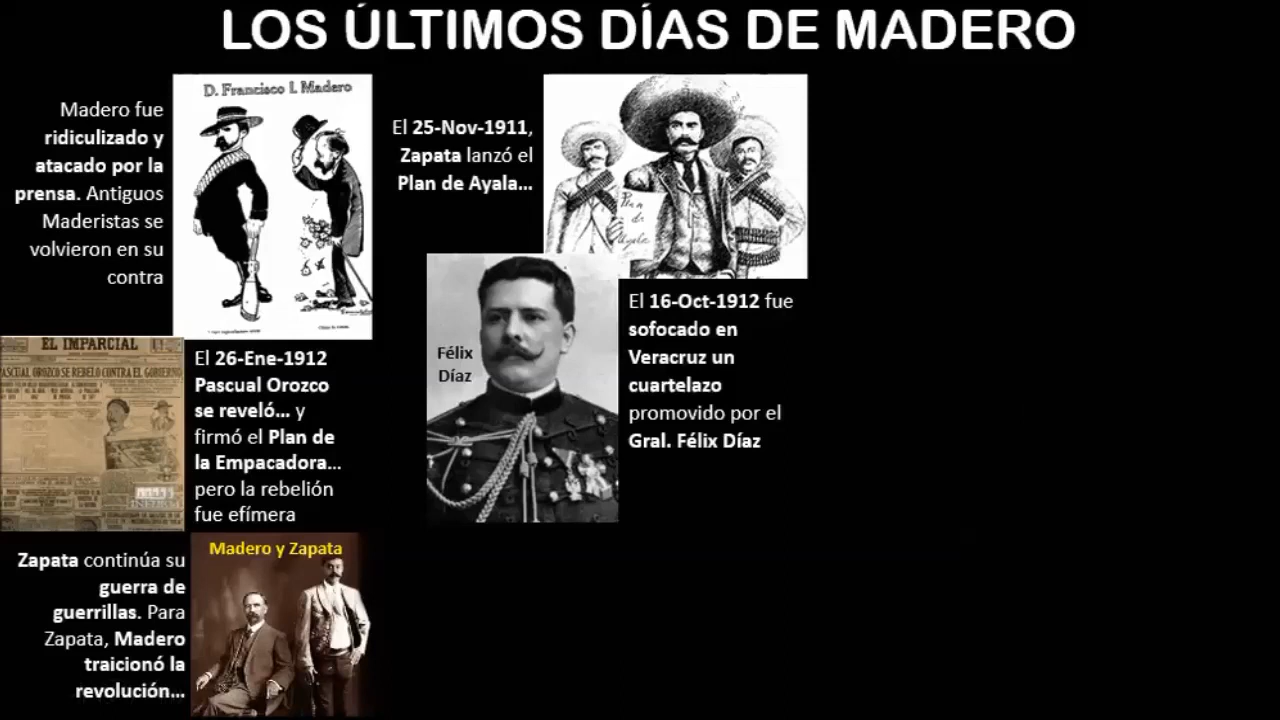 LOS ÚLTIMOS DÍAS DE MADERO
D. Francisco I. Madero
Madero fue
ridiculizado y
atacado por la
prensa. Antiguos
Maderistas se
volvieron en su
contra
El 25-Nov-1911,
Zapata lanzó el
Plan de Ayala...
Plan
de
Ayala
Félix
Díaz
El 16-Oct-1912 fue
sofocado en
Veracruz un
cuartelazo
promovido por el
Gral. Félix Díaz
EL IMPARCIAL
PASCUAL OROZCO SE REBELO CONTRA EL GOBIERNO
El 26-Ene-1912
Pascual Orozco
se reveló... y
firmó el Plan de
la Empacadora...
pero la rebelión
fue efímera
Zapata continúa su
guerra de
guerrillas. Para
Zapata, Madero
traicionó la
revolución...
Madero y Zapata